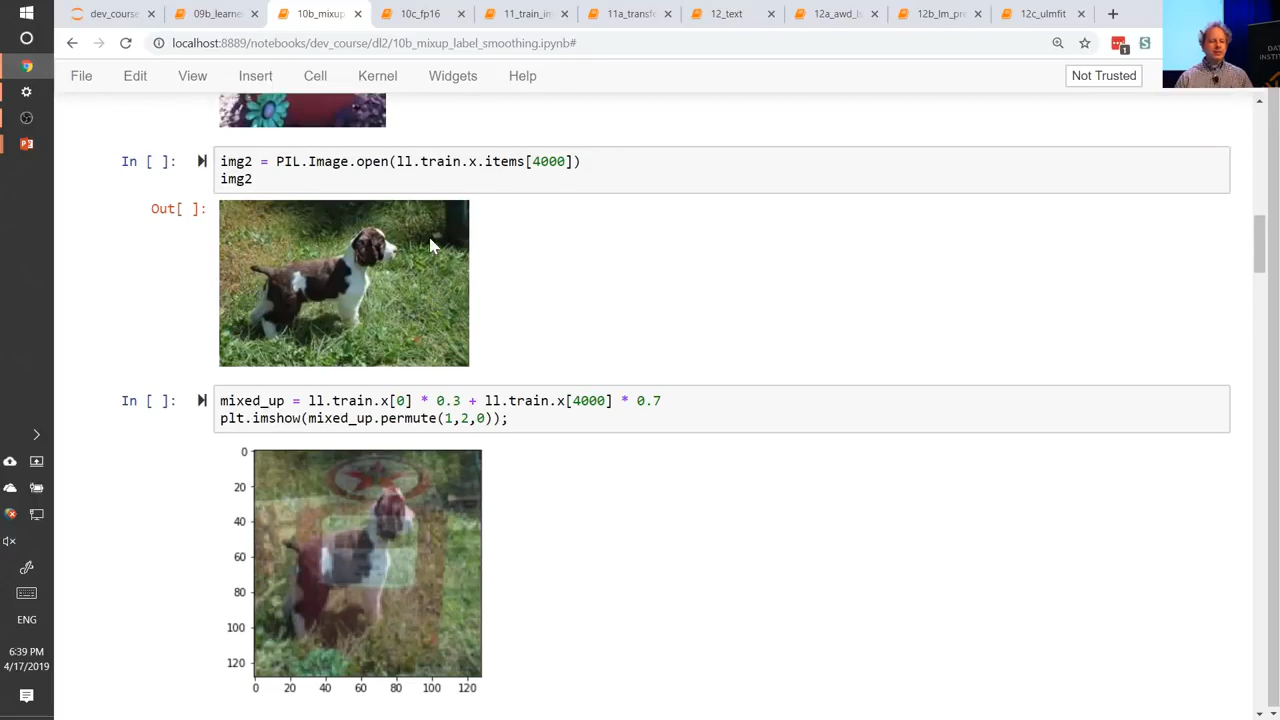 dev_course
09b_learne
10b_mixup
10c_fp16
11_train_in
11a_transfe
12_text
12a_awd_l
12b_lm_pre
12c_ulmfit
localhost:8889/notebooks/dev_course/dl2/10b_mixup_label_smoothing.ipynb#
1
S
File Edit View Insert Cell Kernel Widgets Help
Not Trusted
In [ ]:
img2 = PIL.Image.open(ll.train.x.items[4000])
img2
Out[ ]:
In [ ]:
mixed_up = ll.train.x[0] * 0.3 + ll.train.x[4000] * 0.7
plt.imshow(mixed_up.permute(1,2,0));
0
20
40
60
80
100
120
0 20 40 60 80 100 120
ENG
6:39 PM
4/17/2019
DAT
INSTIT